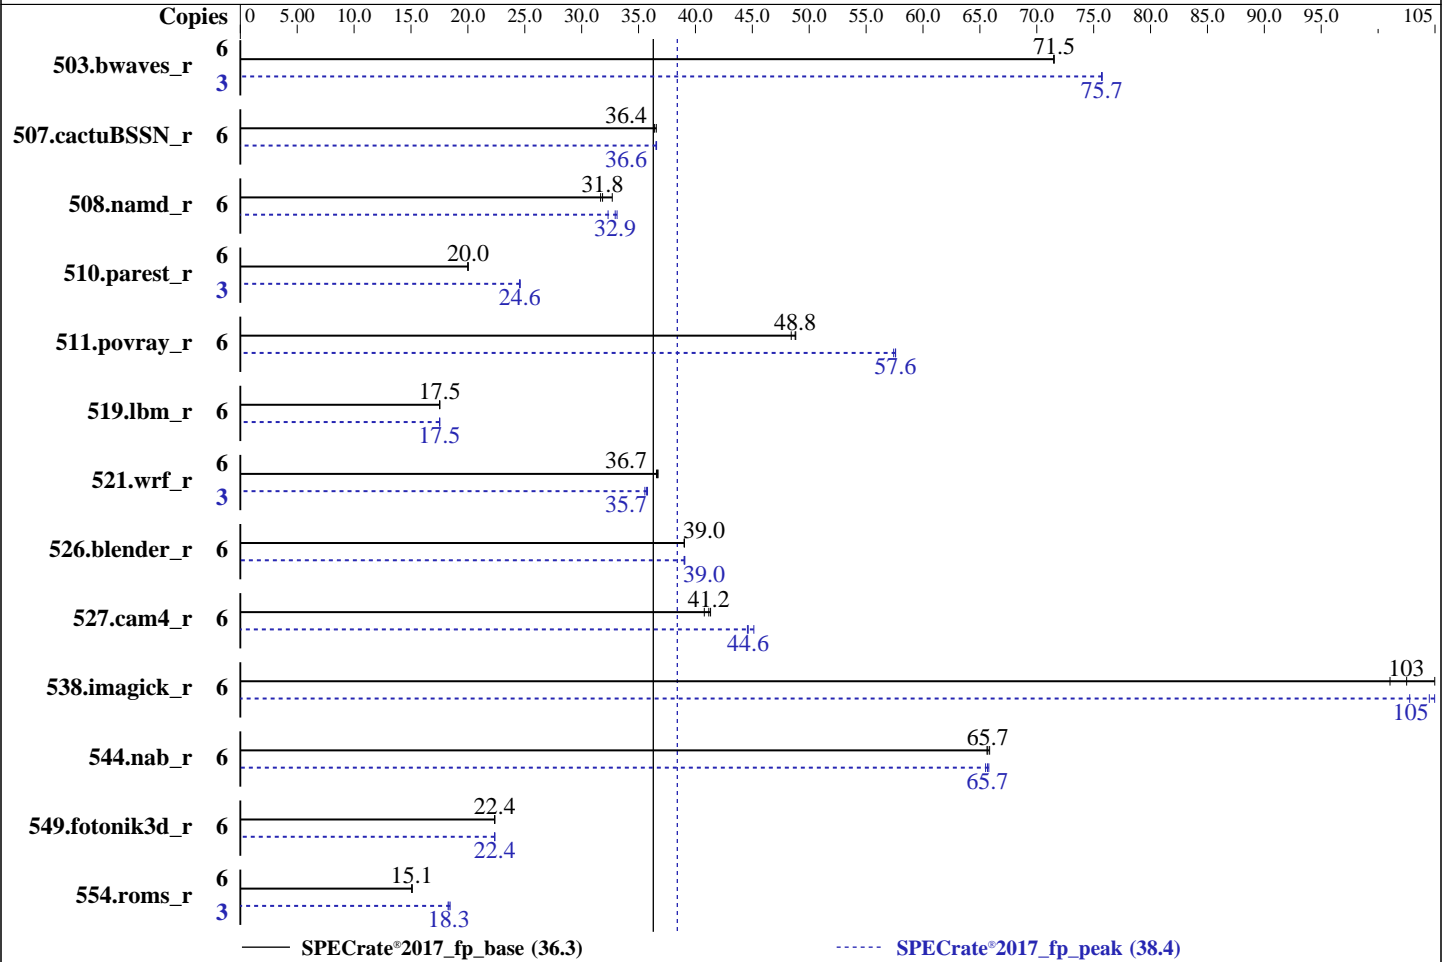 Copies 0 5.00 10.0 15.0 20.0 25.0 30.0 35.0 40.0 45.0 50.0 55.0 60.0 65.0 70.0 75.0 80.0 85.0 90.0 95.0 105
503.bwaves_r 6 71.5
3 75.7
507.cactuBSSN_r 6 36.4
36.6
508.namd_r 6 31.8
32.9
510.parest_r 6 20.0
3 24.6
511.povray_r 6 48.8
57.6
519.lbm_r 6 17.5
17.5
521.wrf_r 6 36.7
3 35.7
526.blender_r 6 39.0
39.0
527.cam4_r 6 41.2
44.6
538.imagick_r 6 103
105
544.nab_r 6 65.7
65.7
549.fotonik3d_r 6 22.4
22.4
554.roms_r 6 15.1
3 18.3
SPECrate®2017_fp_base (36.3) SPECrate®2017_fp_peak (38.4)